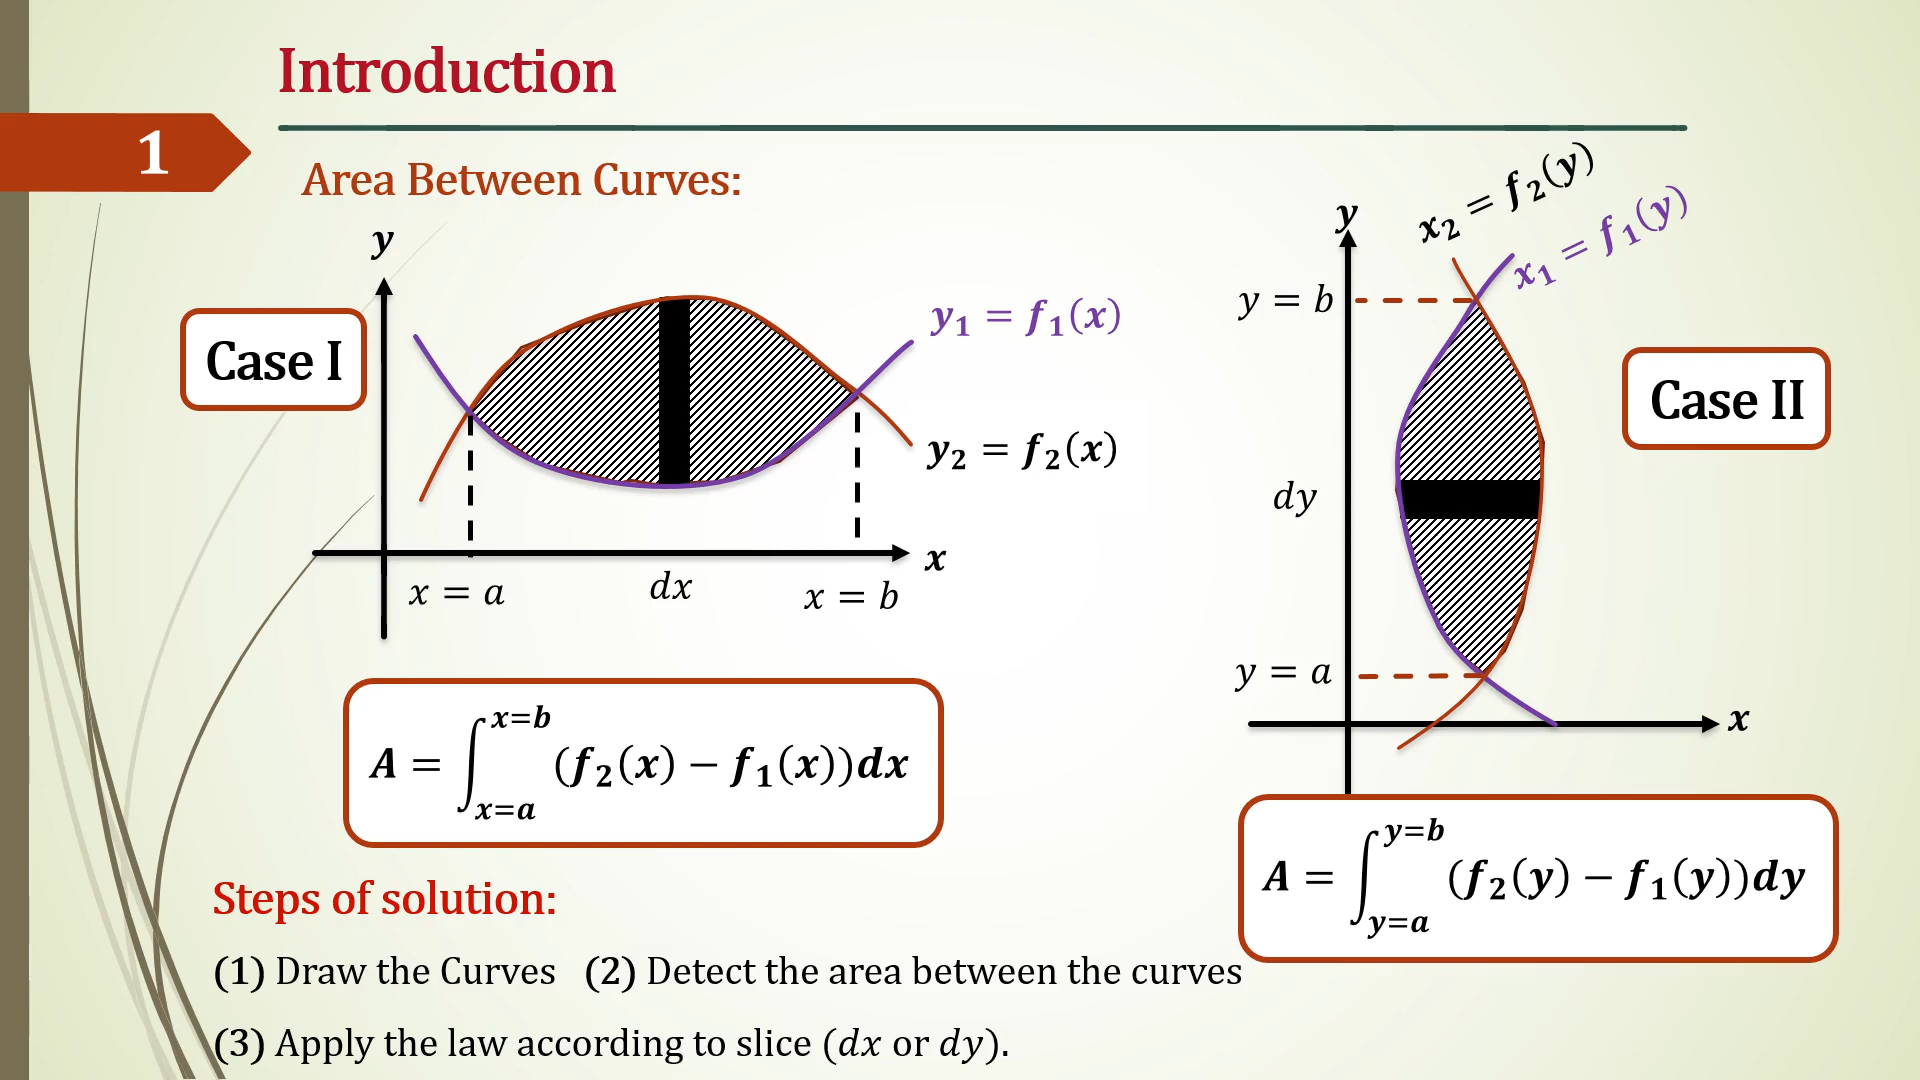 Introduction
1
Area Between Curves:
Case I
y
y₁ = f₁(x)
y₂ = f₂(x)
x
x = a
dx
x = b
A = ∫_{x=a}^{x=b} (f₂(x) − f₁(x))dx
x₂ = f₂(y)
x₁ = f₁(y)
y
y = b
Case II
dy
y = a
x
A = ∫_{y=a}^{y=b} (f₂(y) − f₁(y))dy
Steps of solution:
(1) Draw the Curves (2) Detect the area between the curves
(3) Apply the law according to slice (dx or dy).